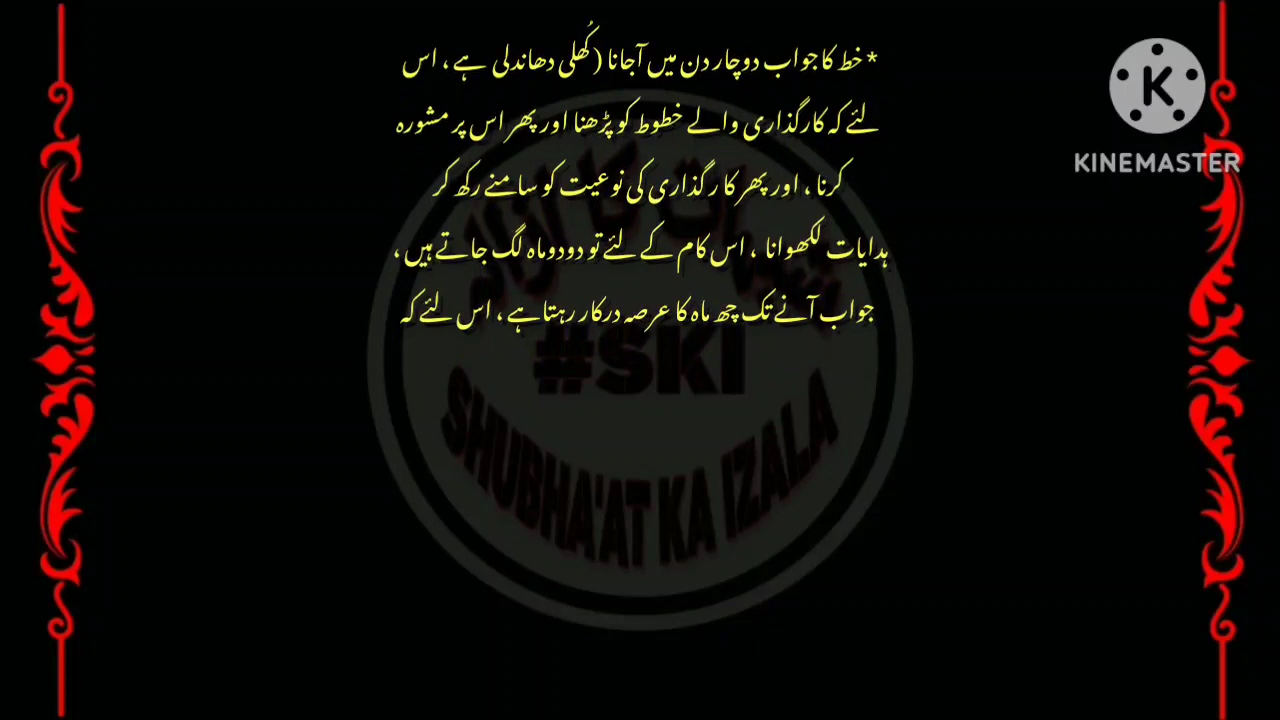 * خط کا جواب دو چار دن میں آجانا (کُھلی دھاندلی ہے ، اس
لئے کہ کارگذاری والے خطوط کو پڑھنا اور پھر اس پر مشورہ
کرنا ، اور پھر کارگذاری کی نوعیت کو سامنے رکھ کر
ہدایات لکھوانا ، اس کام کے لئے تو دو دو ماہ لگ جاتے ہیں ،
جواب آنے تک چھ ماہ کا عرصہ درکار رہتا ہے ، اس لئے کہ
K
KINEMASTER
شبہات کا ازالہ
#SKI
SHUBHA'AT KA IZALA